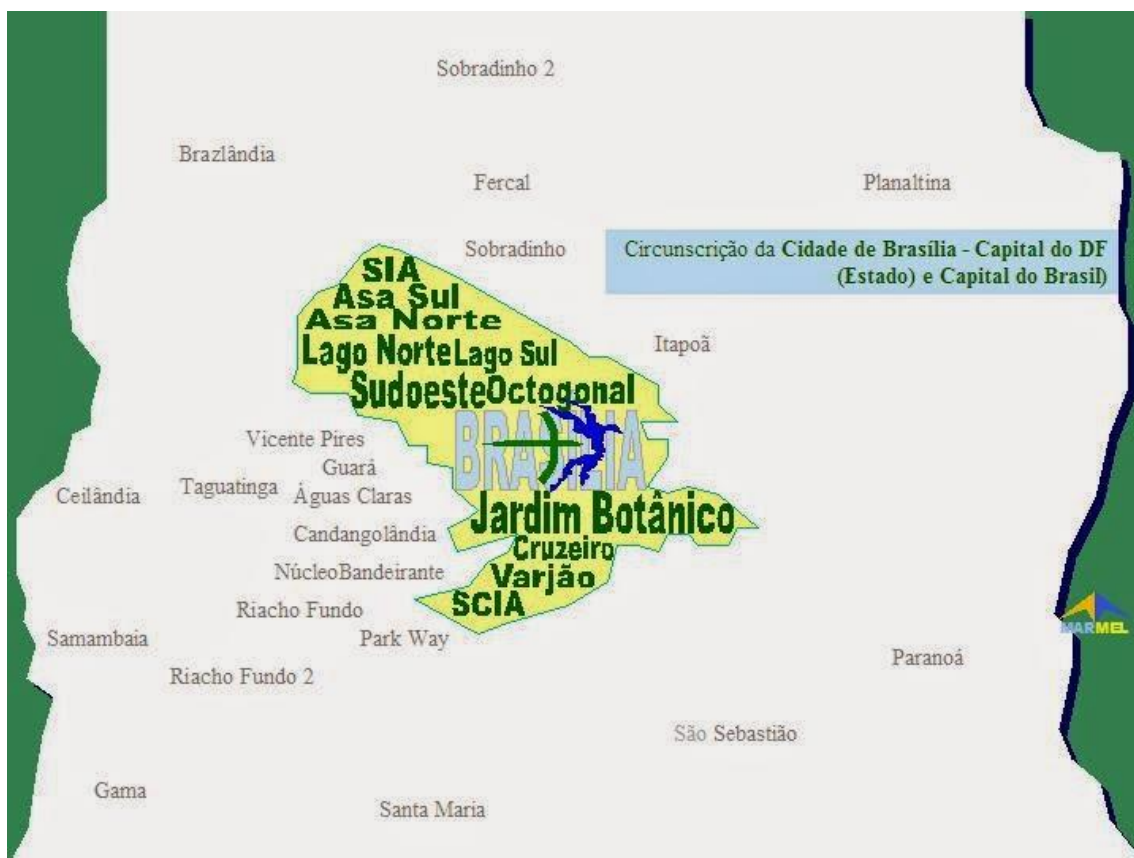 Sobradinho 2
Brazlândia
Fercal
Planaltina
Sobradinho
Circunscrição da Cidade de Brasília - Capital do DF
(Estado) e Capital do Brasil)
SIA
Asa Sul
Asa Norte
Lago Norte Lago Sul
Itapoã
Sudoeste Octogonal
BRASÍLIA
Vicente Pires
Guará
Taguatinga
Águas Claras
Ceilândia
Jardim Botânico
Candangolândia
Cruzeiro
NúcleoBandeirante
Varjão
SCIA
Riacho Fundo
MARMEL
Samambaia
Park Way
Paranoá
Riacho Fundo 2
São Sebastião
Gama
Santa Maria